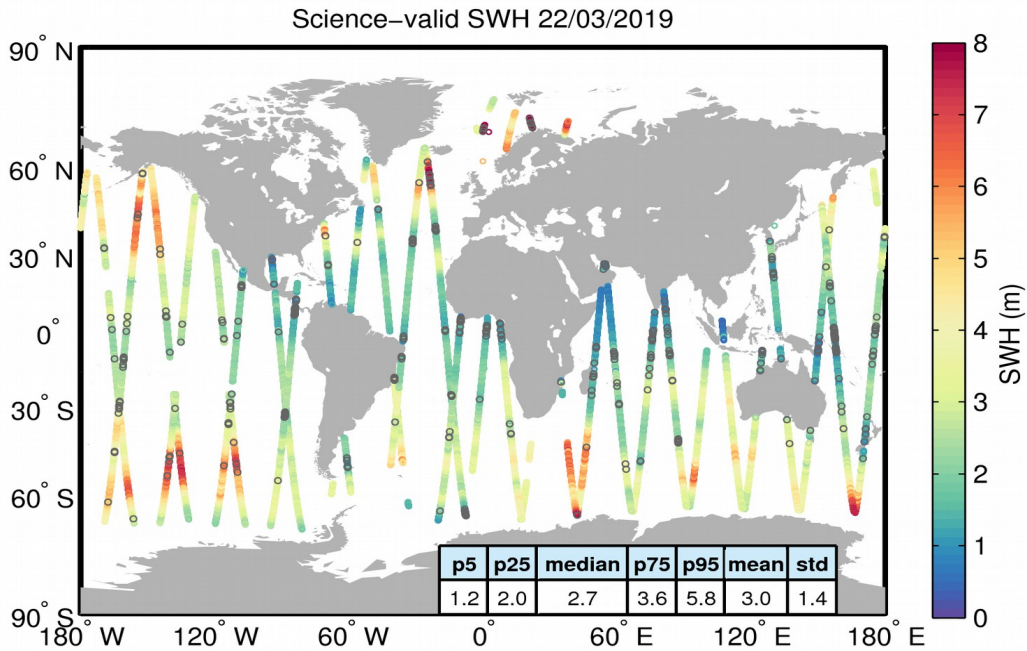 Science−valid SWH 22/03/2019
90° N
60° N
30° N
0°
30° S
60° S
90° S
180° W
120° W
60° W
0°
60° E
120° E
180° E
p5 p25 median p75 p95 mean std
1.2 2.0 2.7 3.6 5.8 3.0 1.4
8
7
6
5
4
3
2
1
0
SWH (m)